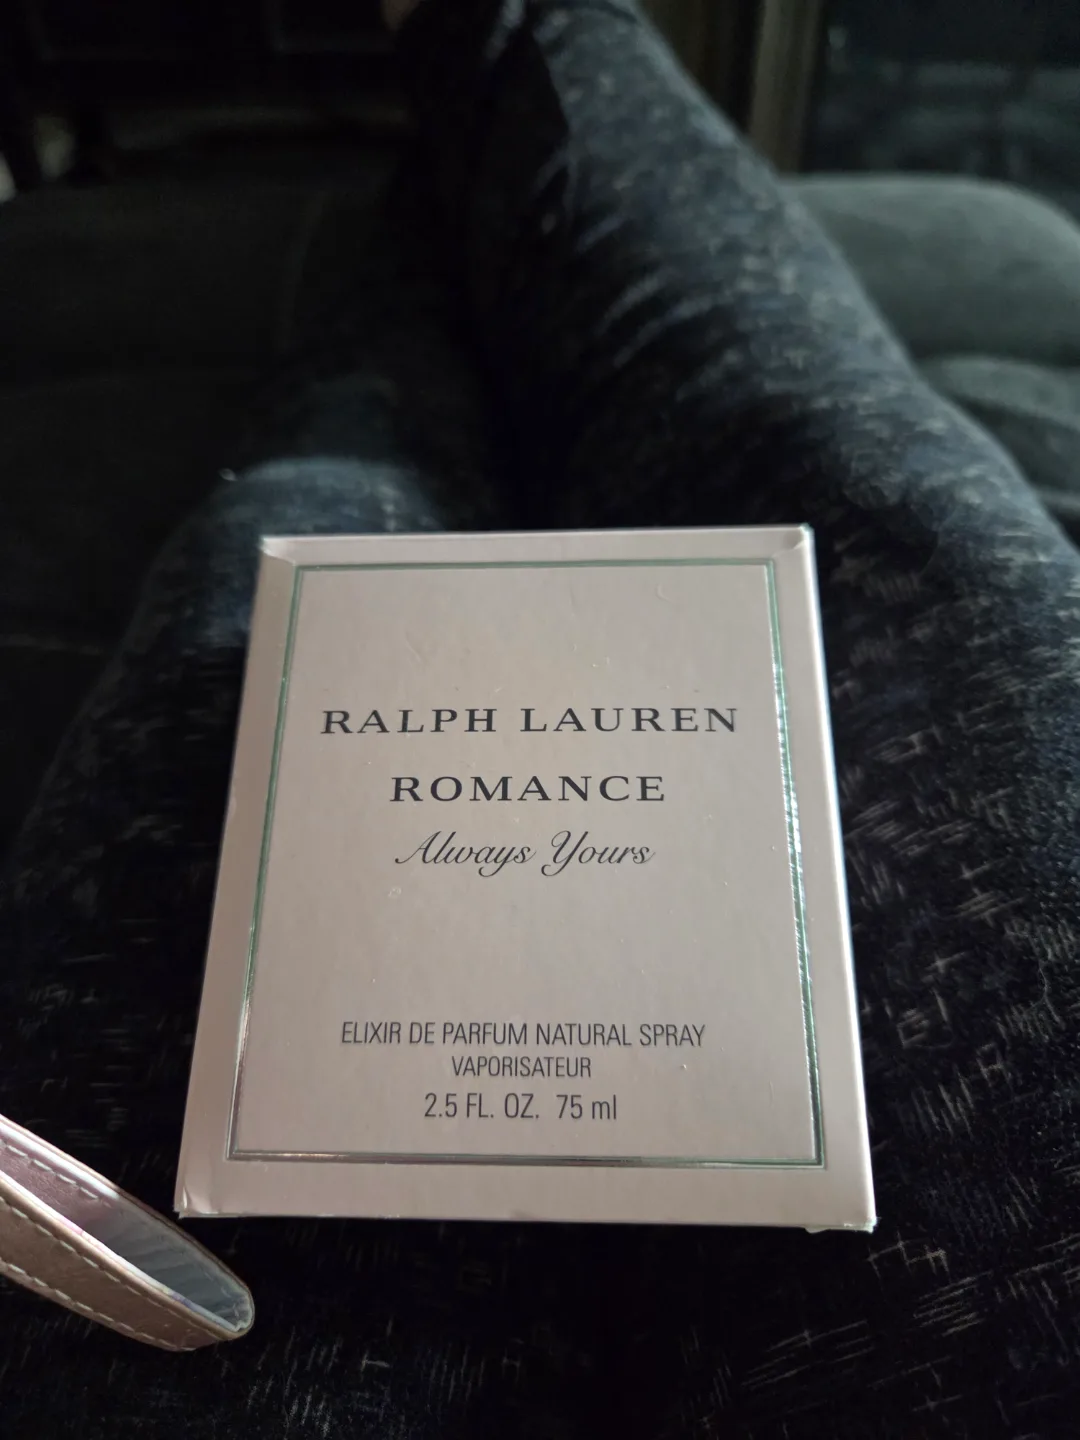 RALPH LAUREN
ROMANCE
Always Yours
ELIXIR DE PARFUM NATURAL SPRAY
VAPORISATEUR
2.5 FL. OZ. 75 ml